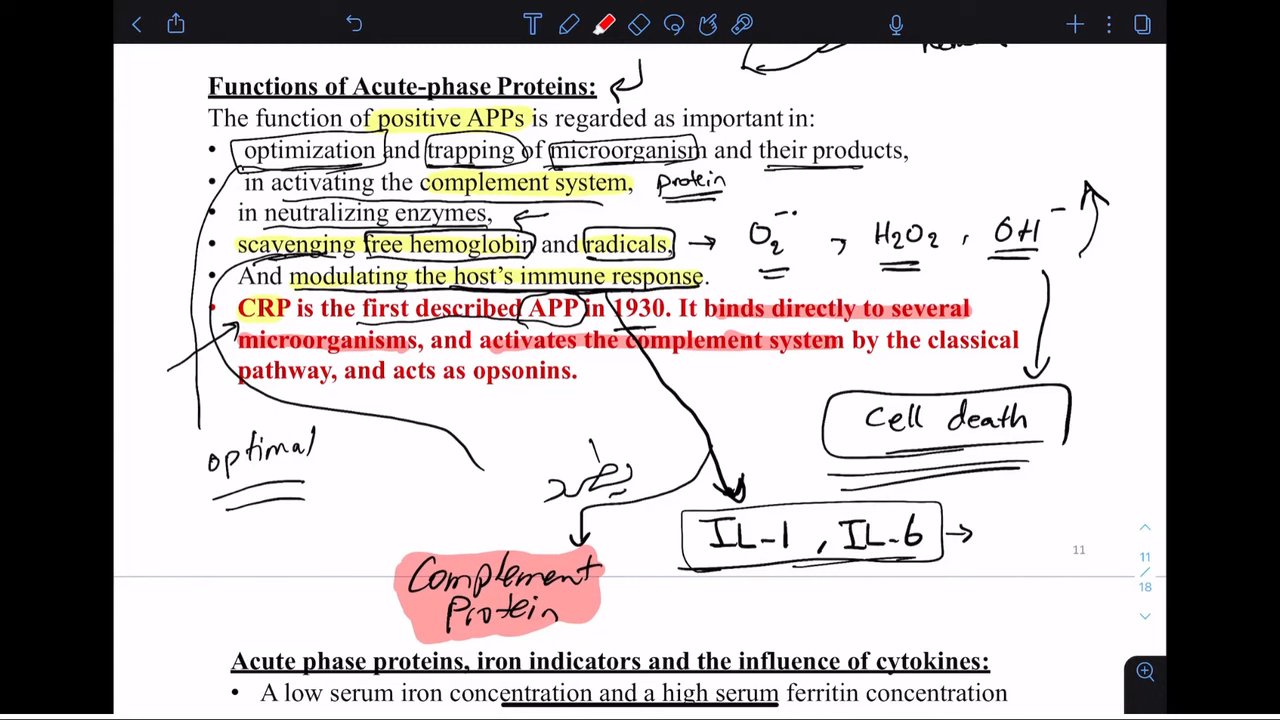 Functions of Acute-phase Proteins:
The function of positive APPs is regarded as important in:
• optimization and trapping of microorganism and their products,
• in activating the complement system, protein
• in neutralizing enzymes,
• scavenging free hemoglobin and radicals, → O₂⁻· , H₂O₂ , OH⁻
• And modulating the host's immune response.
• CRP is the first described APP in 1930. It binds directly to several
microorganisms, and activates the complement system by the classical
pathway, and acts as opsonins.
Cell death
optimal
IL-1 , IL-6 →
Complement
Protein
11
11
/
18
Acute phase proteins, iron indicators and the influence of cytokines:
• A low serum iron concentration and a high serum ferritin concentration